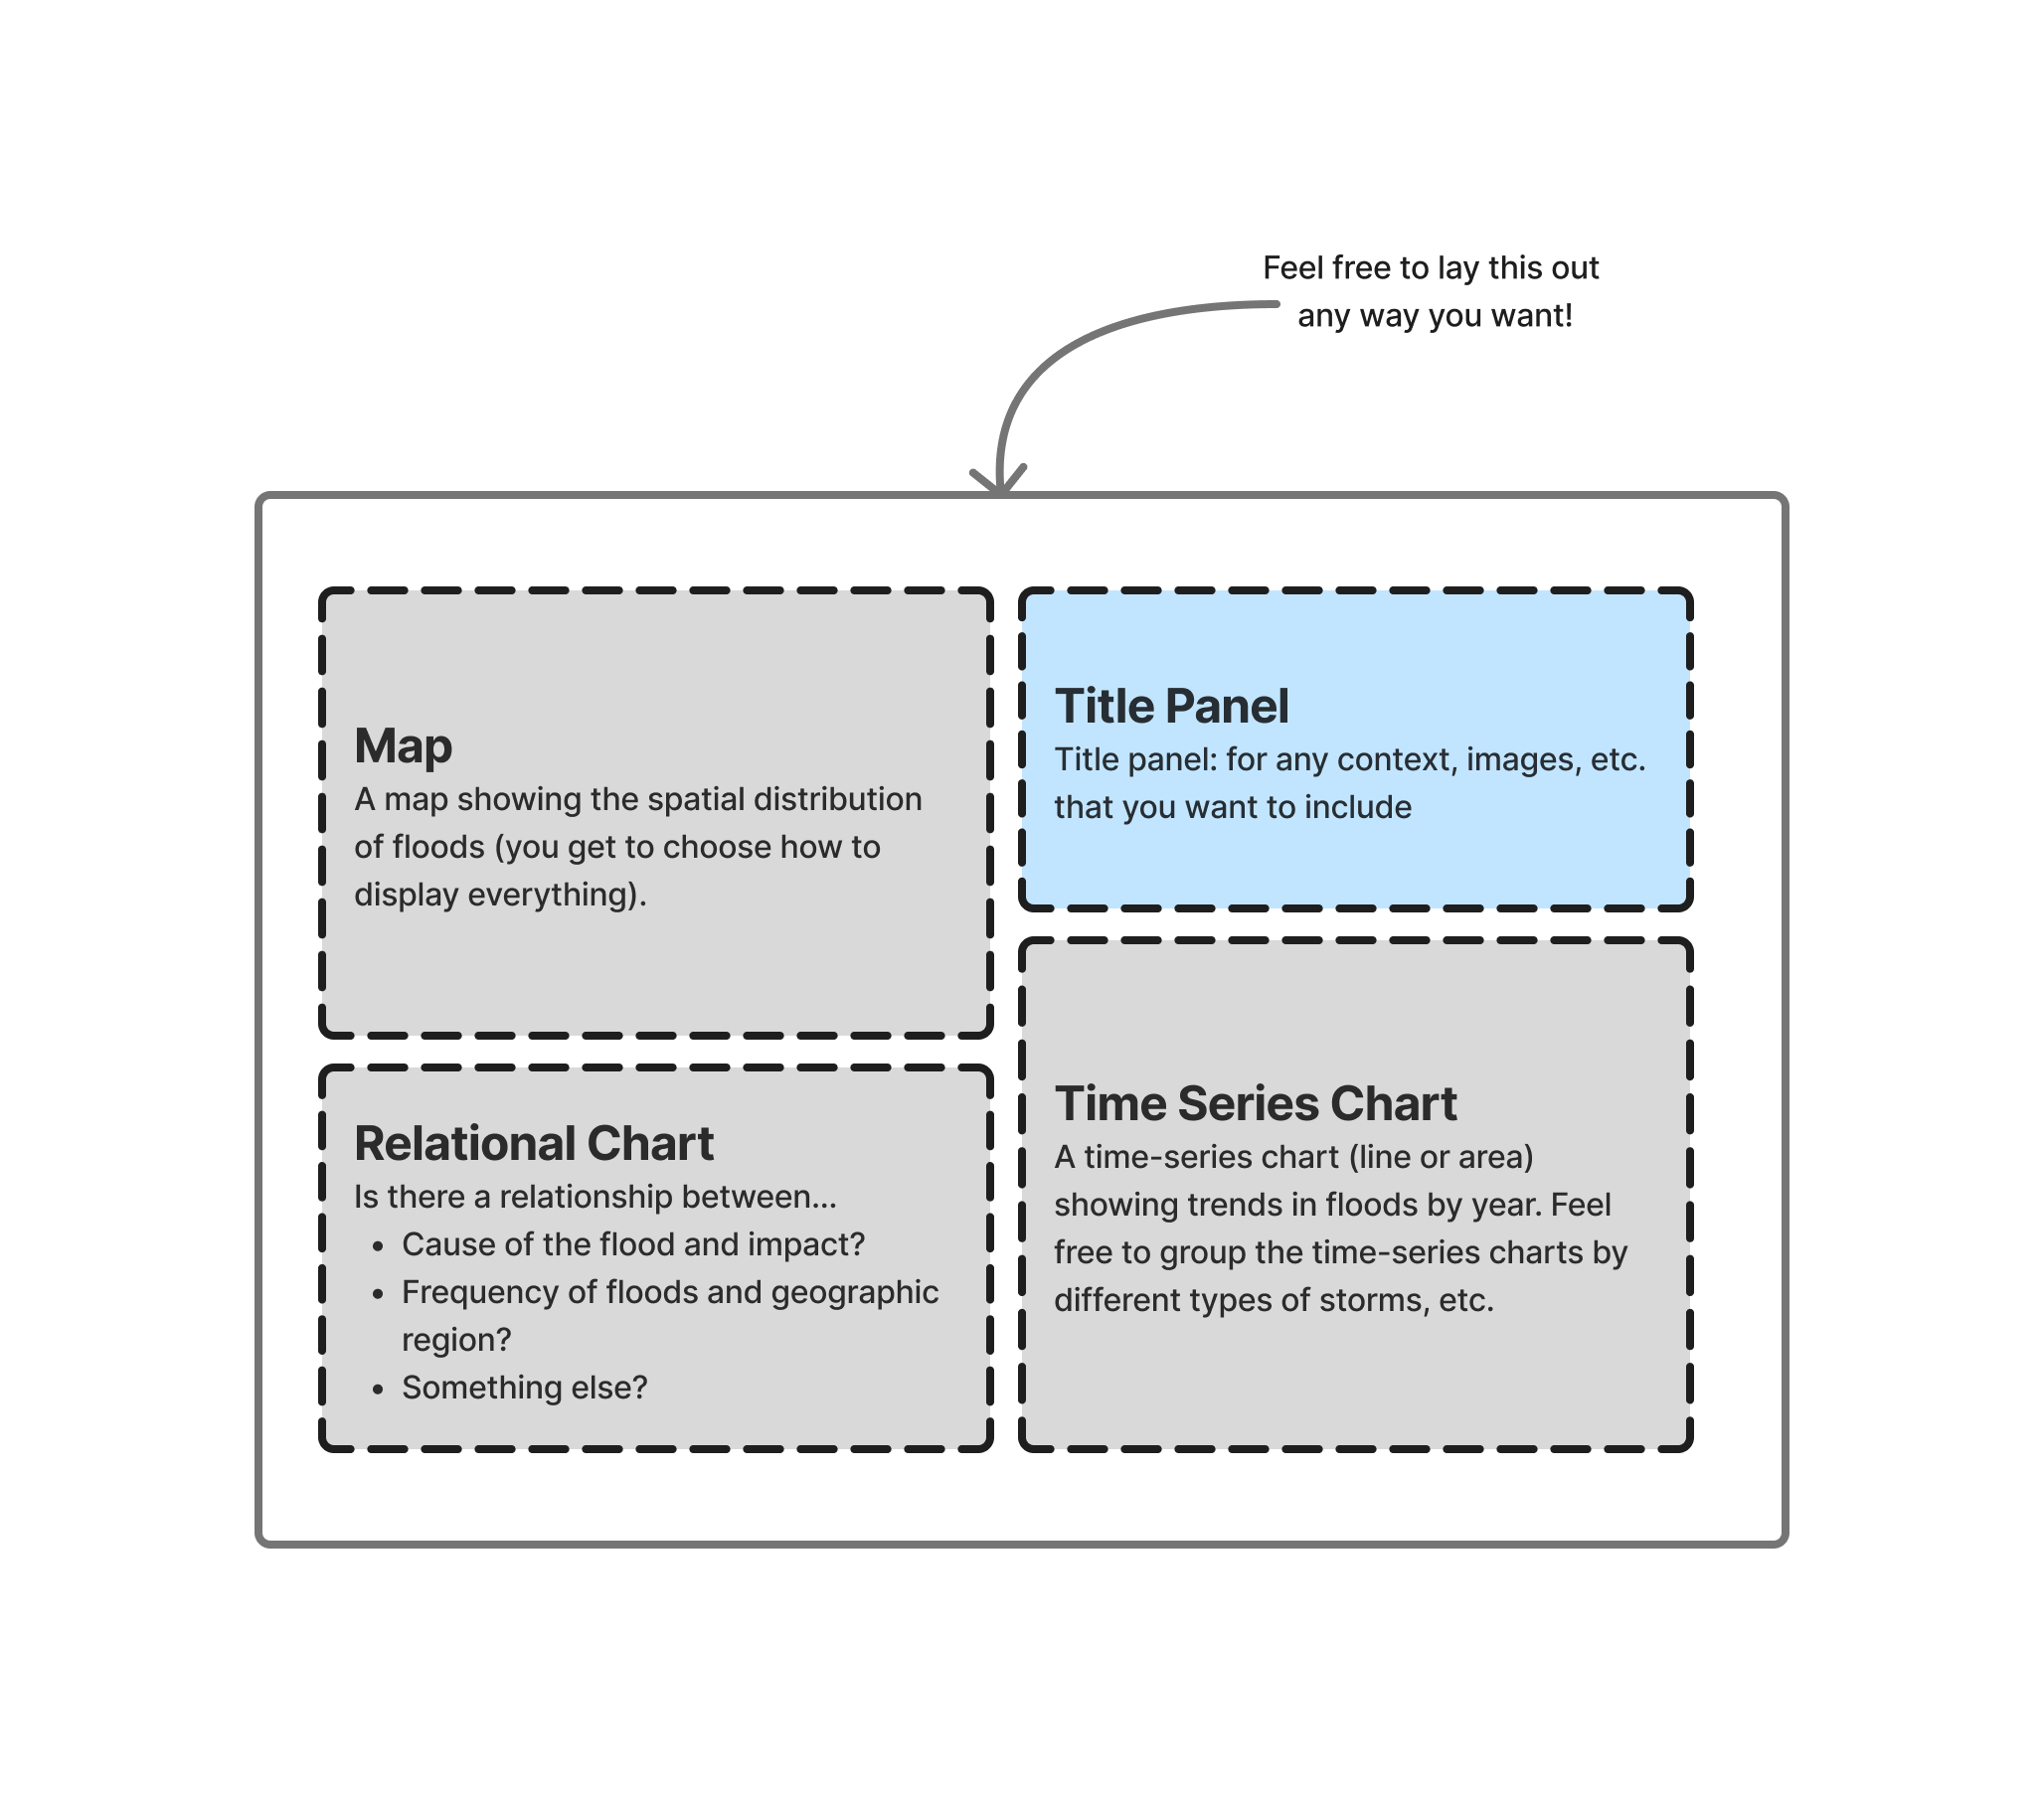 Feel free to lay this out
any way you want!
Map
A map showing the spatial distribution
of floods (you get to choose how to
display everything).
Title Panel
Title panel: for any context, images, etc.
that you want to include
Relational Chart
Is there a relationship between...
• Cause of the flood and impact?
• Frequency of floods and geographic
region?
• Something else?
Time Series Chart
A time-series chart (line or area)
showing trends in floods by year. Feel
free to group the time-series charts by
different types of storms, etc.